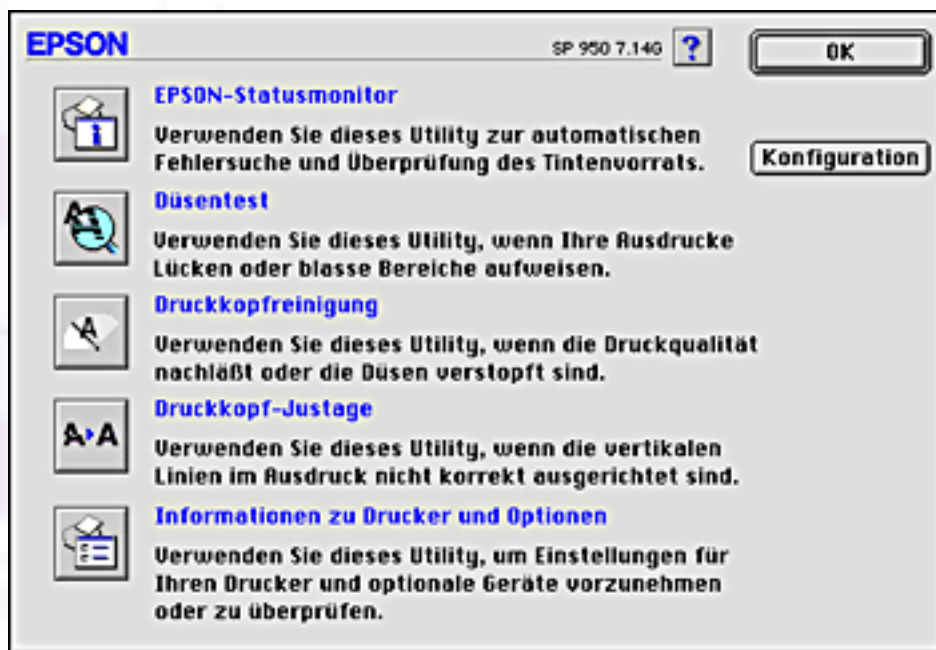 EPSON
SP 950 7.14G
?
OK
EPSON-Statusmonitor
Verwenden Sie dieses Utility zur automatischen
Fehlersuche und Überprüfung des Tintenvorrats.
Konfiguration
Düsentest
Verwenden Sie dieses Utility, wenn Ihre Ausdrucke
Lücken oder blasse Bereiche aufweisen.
Druckkopfreinigung
Verwenden Sie dieses Utility, wenn die Druckqualität
nachläßt oder die Düsen verstopft sind.
Druckkopf-Justage
A›A
Verwenden Sie dieses Utility, wenn die vertikalen
Linien im Ausdruck nicht korrekt ausgerichtet sind.
Informationen zu Drucker und Optionen
Verwenden Sie dieses Utility, um Einstellungen für
Ihren Drucker und optionale Geräte vorzunehmen
oder zu überprüfen.